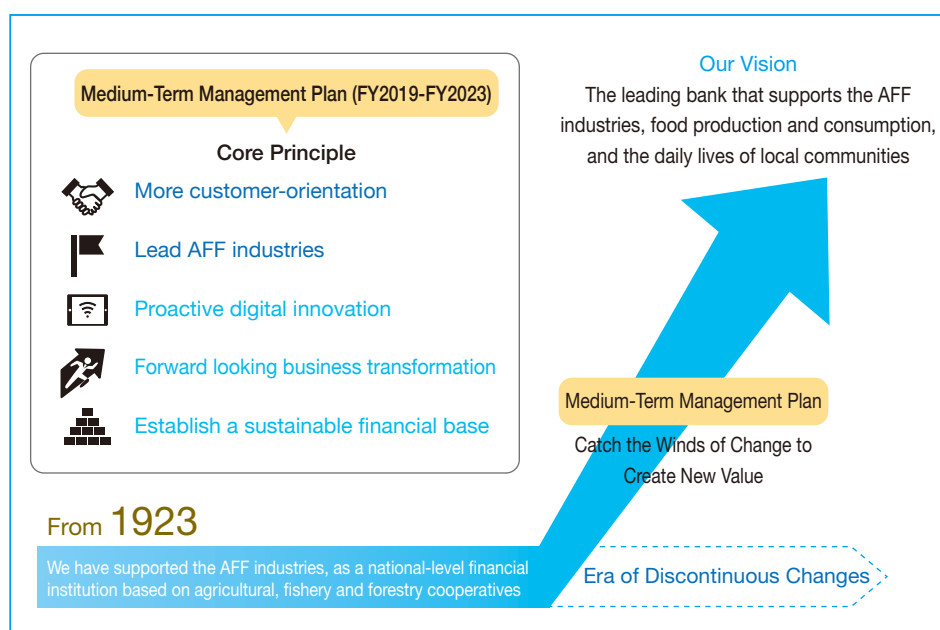 Medium-Term Management Plan (FY2019-FY2023)
Core Principle
More customer-orientation
Lead AFF industries
Proactive digital innovation
Forward looking business transformation
Establish a sustainable financial base
Our Vision
The leading bank that supports the AFF
industries, food production and consumption,
and the daily lives of local communities
Medium-Term Management Plan
Catch the Winds of Change to
Create New Value
From 1923
We have supported the AFF industries, as a national-level financial
institution based on agricultural, fishery and forestry cooperatives
Era of Discontinuous Changes